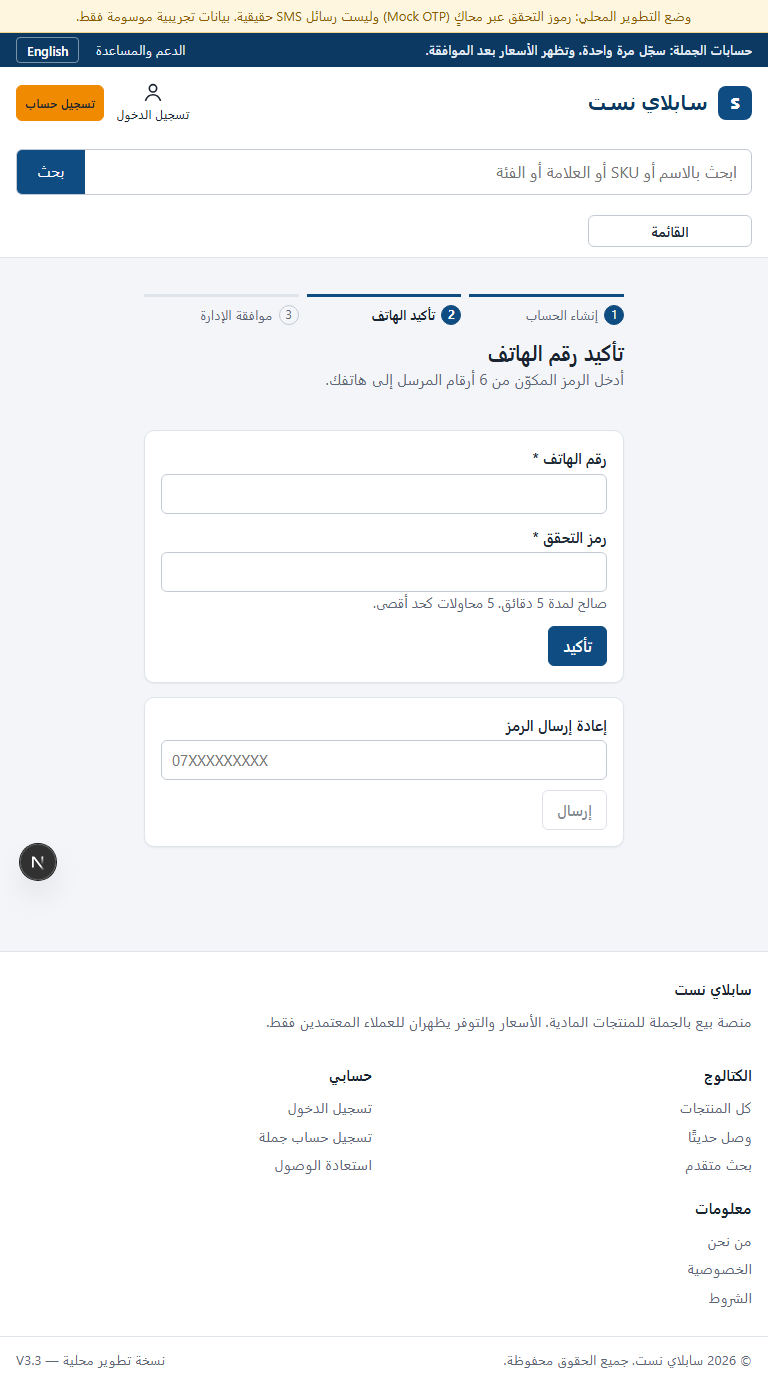 وضع التطوير المحلي: رموز التحقق عبر محاكٍ (Mock OTP) وليست رسائل SMS حقيقية. بيانات تجريبية موسومة فقط.
حسابات الجملة: سجّل مرة واحدة، وتظهر الأسعار بعد الموافقة.
الدعم والمساعدة
English
سابلاي نست
تسجيل الدخول
تسجيل حساب
ابحث بالاسم أو SKU أو العلامة أو الفئة
بحث
القائمة
1 إنشاء الحساب
2 تأكيد الهاتف
3 موافقة الإدارة
تأكيد رقم الهاتف
أدخل الرمز المكوّن من 6 أرقام المرسل إلى هاتفك.
رقم الهاتف *
رمز التحقق *
صالح لمدة 5 دقائق. 5 محاولات كحد أقصى.
تأكيد
إعادة إرسال الرمز
07XXXXXXXXX
إرسال
N
سابلاي نست
منصة بيع بالجملة للمنتجات المادية. الأسعار والتوفر يظهران للعملاء المعتمدين فقط.
الكتالوج
كل المنتجات
وصل حديثًا
بحث متقدم
حسابي
تسجيل الدخول
تسجيل حساب جملة
استعادة الوصول
معلومات
من نحن
الخصوصية
الشروط
© 2026 سابلاي نست. جميع الحقوق محفوظة.
نسخة تطوير محلية — V3.3